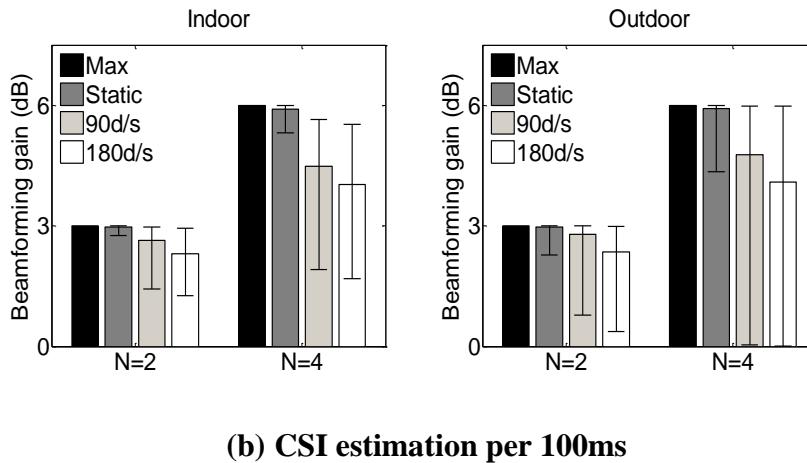 Indoor
Beamforming gain (dB)
6
3
0
Max
Static
90d/s
180d/s
N=2
N=4
Outdoor
Beamforming gain (dB)
6
3
0
Max
Static
90d/s
180d/s
N=2
N=4
(b) CSI estimation per 100ms